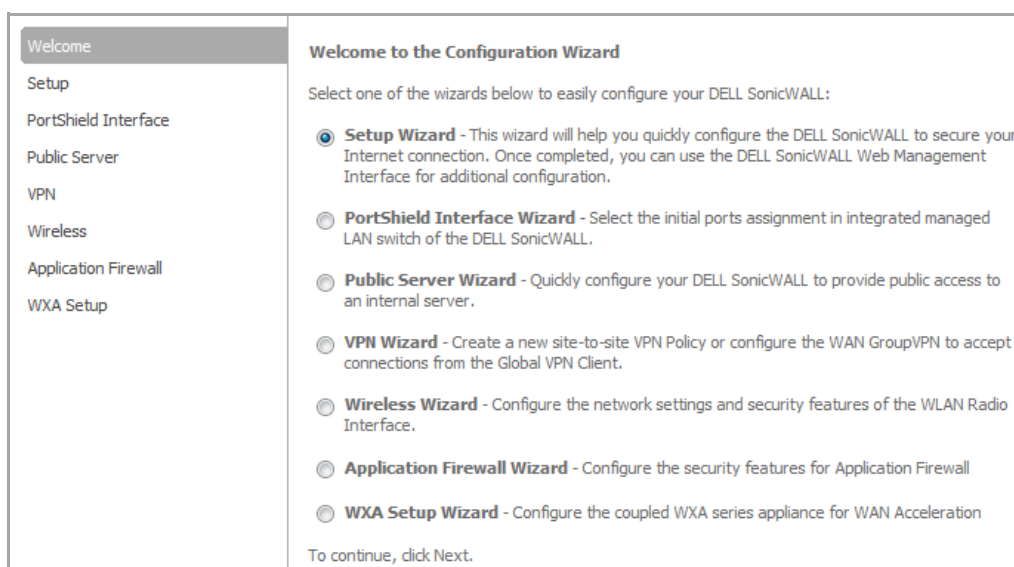 Welcome
Setup
PortShield Interface
Public Server
VPN
Wireless
Application Firewall
WXA Setup
Welcome to the Configuration Wizard
Select one of the wizards below to easily configure your DELL SonicWALL:
Setup Wizard - This wizard will help you quickly configure the DELL SonicWALL to secure your
Internet connection. Once completed, you can use the DELL SonicWALL Web Management
Interface for additional configuration.
PortShield Interface Wizard - Select the initial ports assignment in integrated managed
LAN switch of the DELL SonicWALL.
Public Server Wizard - Quickly configure your DELL SonicWALL to provide public access to
an internal server.
VPN Wizard - Create a new site-to-site VPN Policy or configure the WAN GroupVPN to accept
connections from the Global VPN Client.
Wireless Wizard - Configure the network settings and security features of the WLAN Radio
Interface.
Application Firewall Wizard - Configure the security features for Application Firewall
WXA Setup Wizard - Configure the coupled WXA series appliance for WAN Acceleration
To continue, click Next.